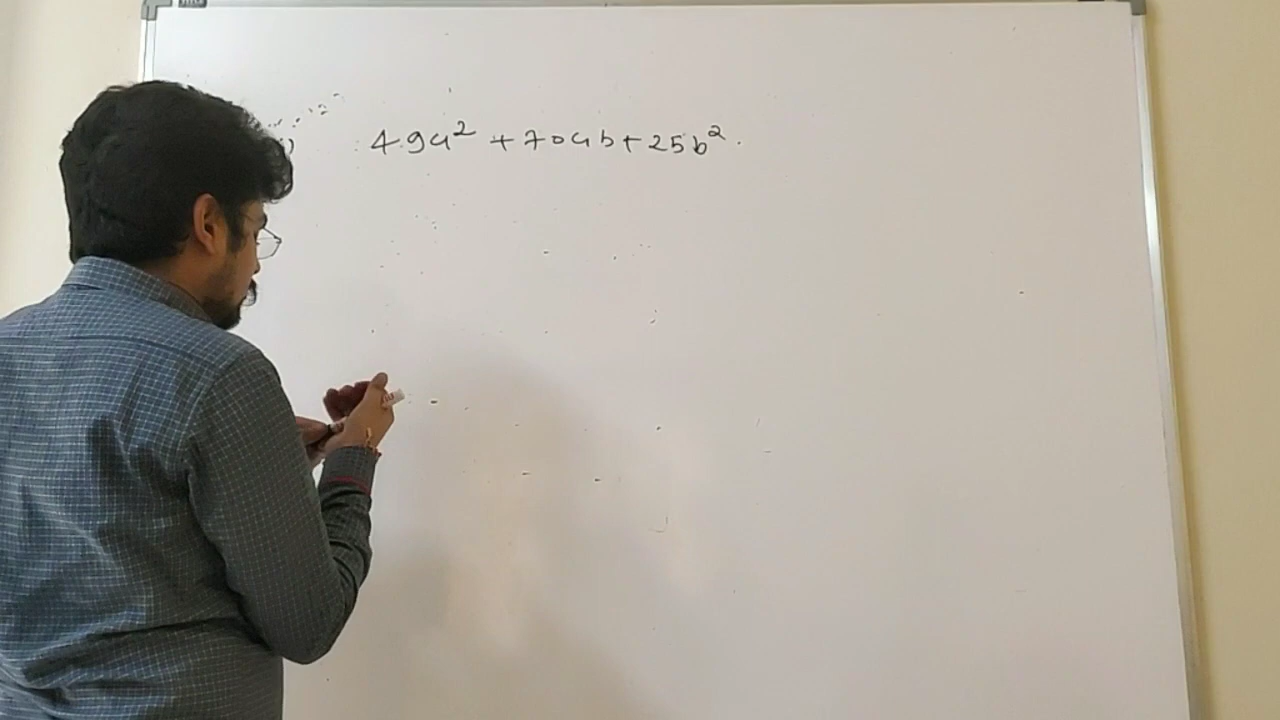 49a² + 70ab + 25b².